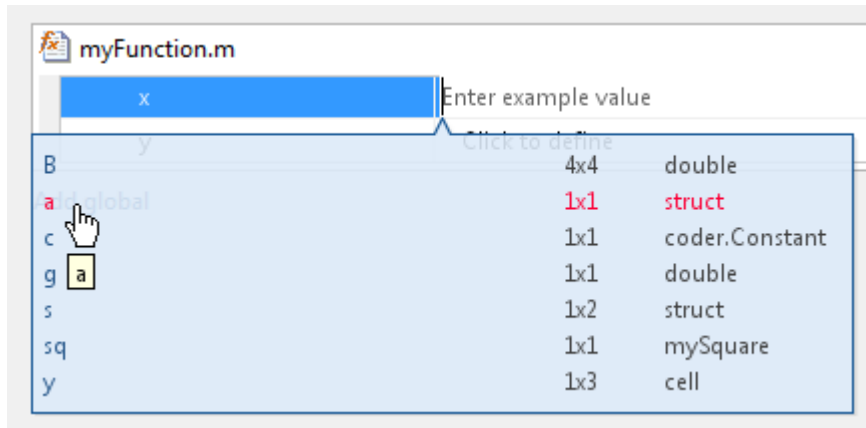 myFunction.m
x Enter example value
y Click to define
B 4x4 double
Add global
a 1x1 struct
c 1x1 coder.Constant
g 1x1 double
a
s 1x2 struct
sq 1x1 mySquare
y 1x3 cell